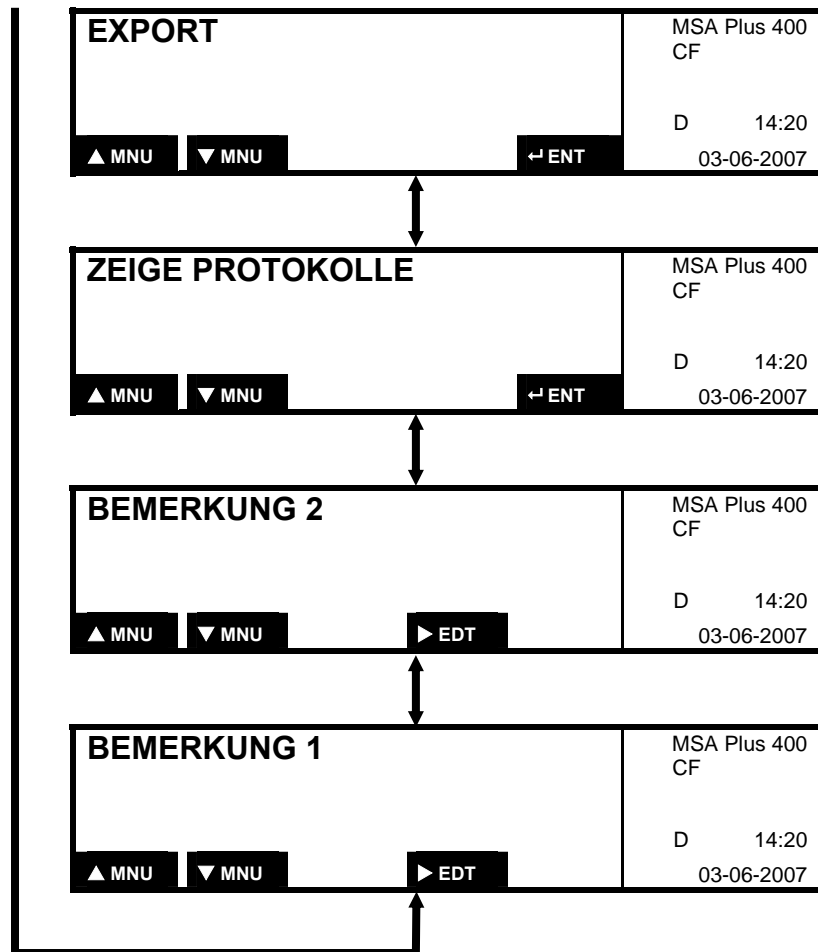 EXPORT
MSA Plus 400
CF
D 14:20
▲ MNU ▼ MNU ↵ ENT
03-06-2007
ZEIGE PROTOKOLLE
MSA Plus 400
CF
D 14:20
▲ MNU ▼ MNU ↵ ENT
03-06-2007
BEMERKUNG 2
MSA Plus 400
CF
D 14:20
▲ MNU ▼ MNU ▶ EDT
03-06-2007
BEMERKUNG 1
MSA Plus 400
CF
D 14:20
▲ MNU ▼ MNU ▶ EDT
03-06-2007